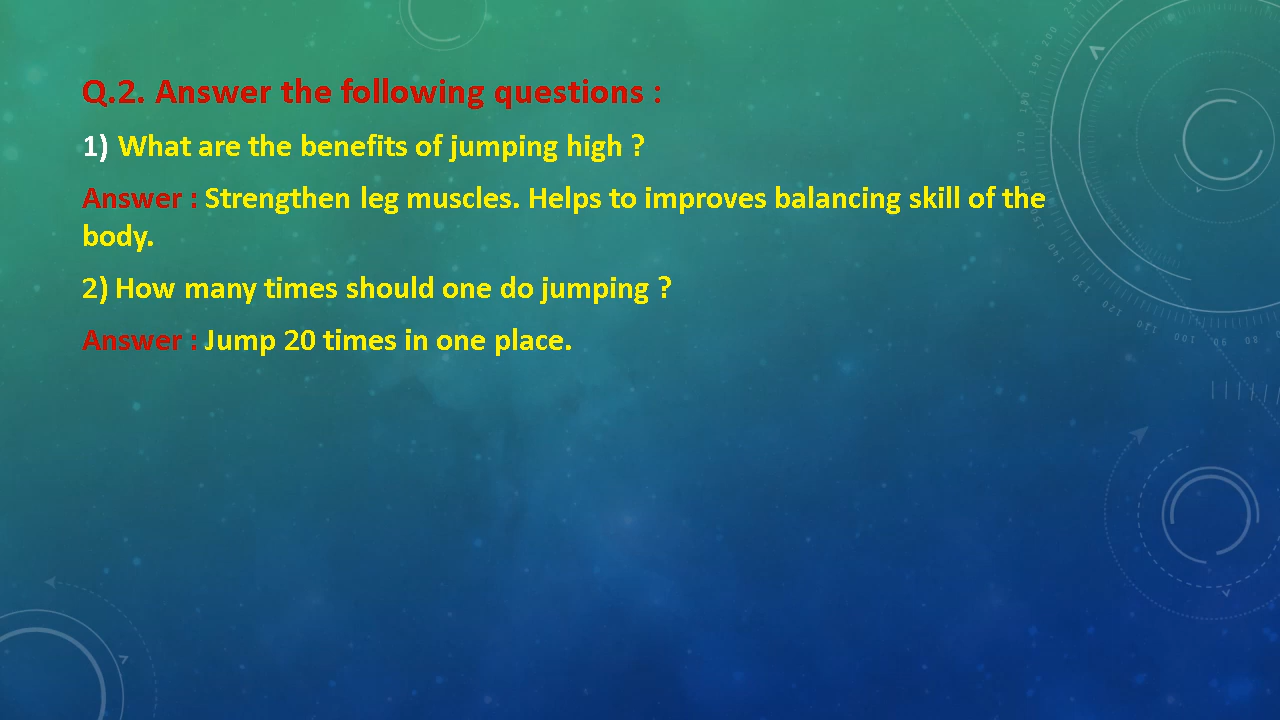 Q.2. Answer the following questions :
1) What are the benefits of jumping high ?
Answer : Strengthen leg muscles. Helps to improves balancing skill of the
body.
2) How many times should one do jumping ?
Answer : Jump 20 times in one place.